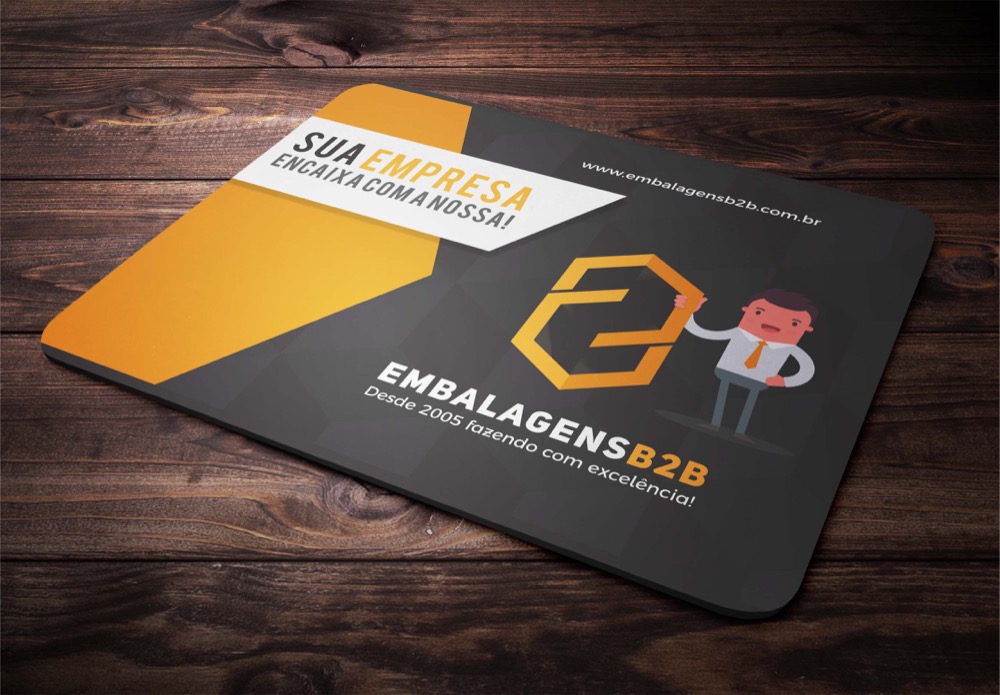 SUA EMPRESA
ENCAIXA COM A NOSSA!
www.embalagensb2b.com.br
EMBALAGENSB2B
Desde 2005 fazendo com excelência!